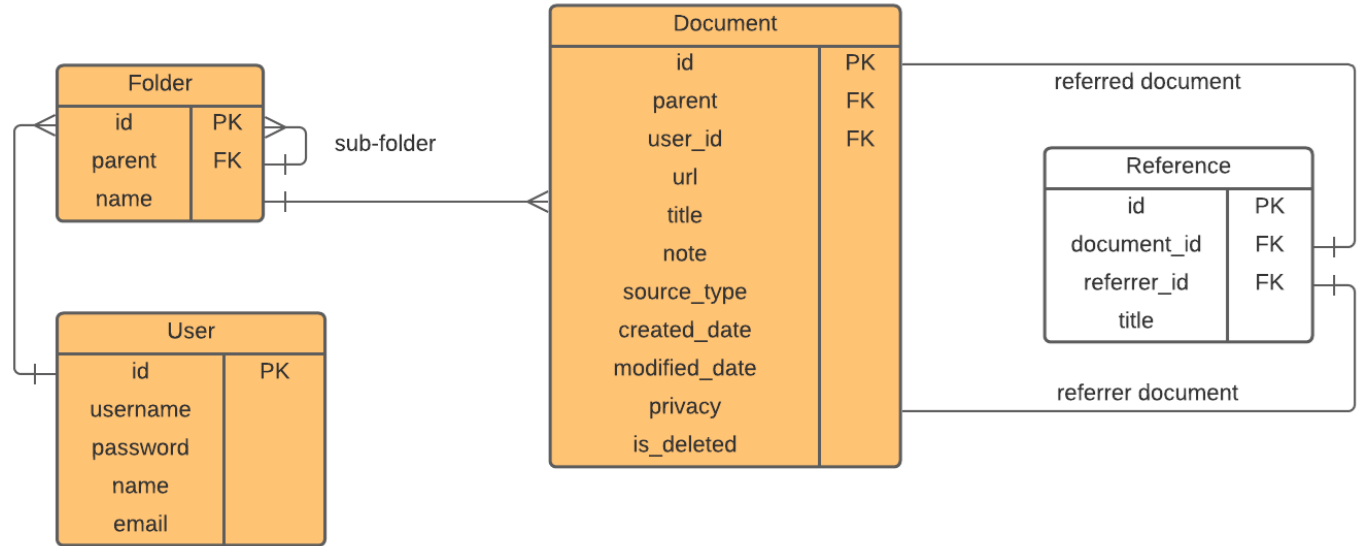 Folder
id PK
parent FK
name
sub-folder
User
id PK
username
password
name
email
Document
id PK
parent FK
user_id FK
url
title
note
source_type
created_date
modified_date
privacy
is_deleted
referred document
Reference
id PK
document_id FK
referrer_id FK
title
referrer document